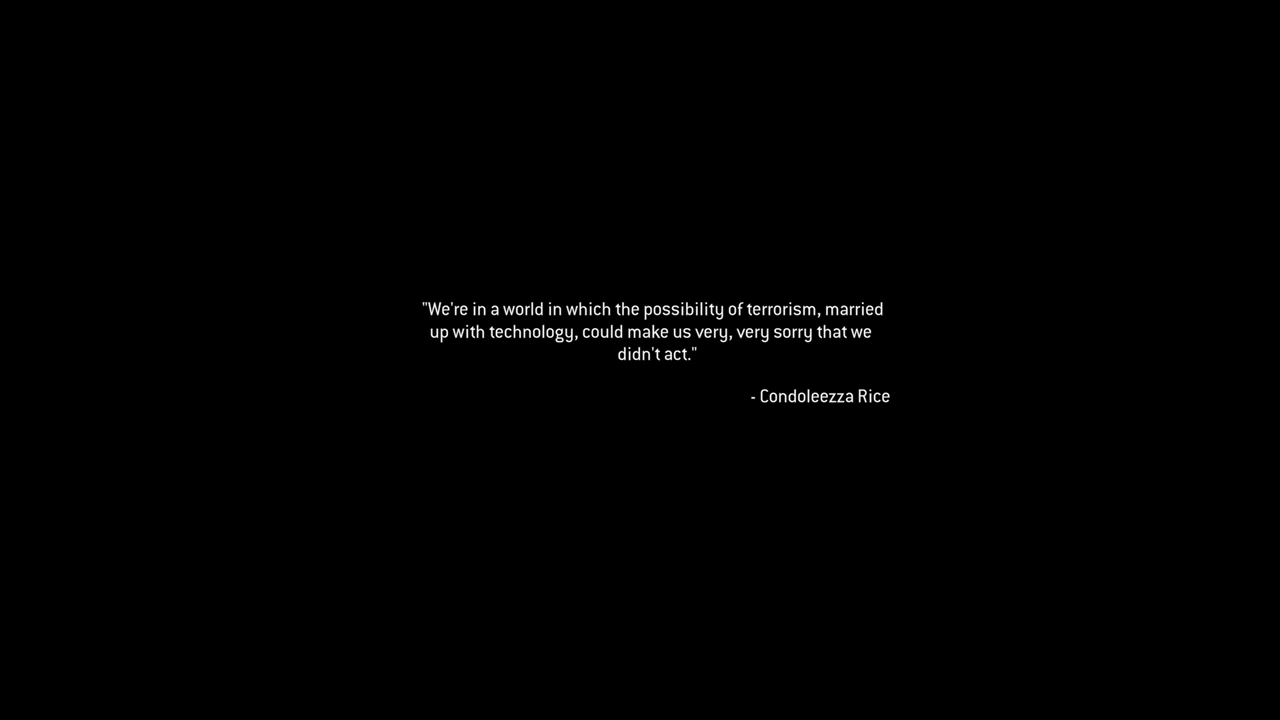 "We're in a world in which the possibility of terrorism, married
up with technology, could make us very, very sorry that we
didn't act."
- Condoleezza Rice